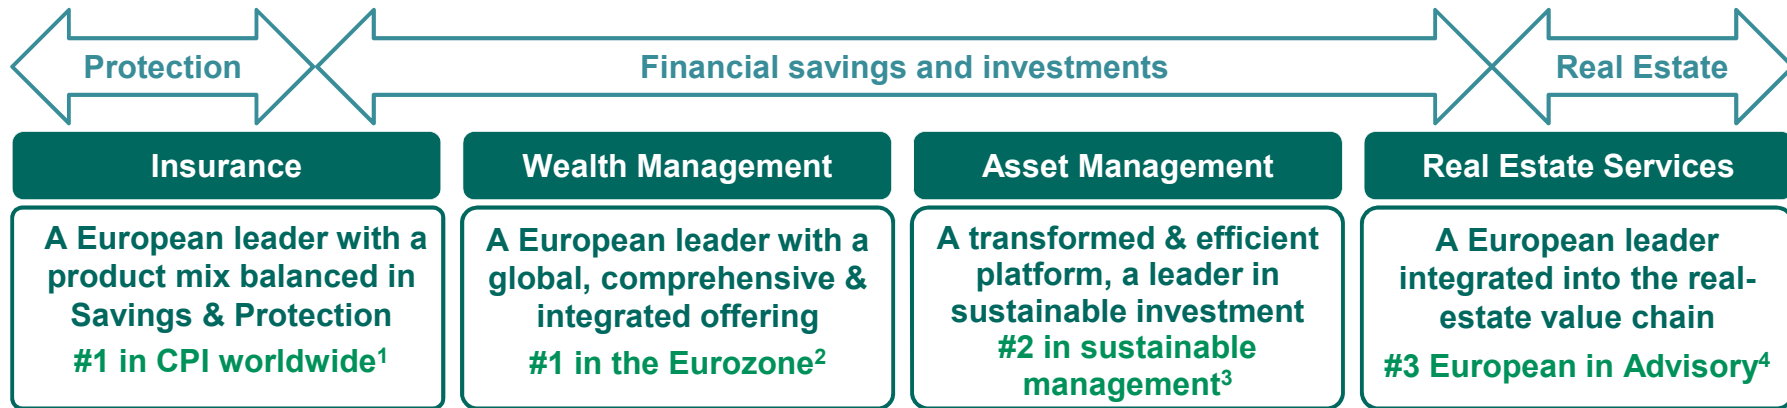 Protection
Financial savings and investments
Real Estate
Insurance
A European leader with a
product mix balanced in
Savings & Protection
#1 in CPI worldwide¹
Wealth Management
A European leader with a
global, comprehensive &
integrated offering
#1 in the Eurozone²
Asset Management
A transformed & efficient
platform, a leader in
sustainable investment
#2 in sustainable
management³
Real Estate Services
A European leader
integrated into the real-
estate value chain
#3 European in Advisory⁴